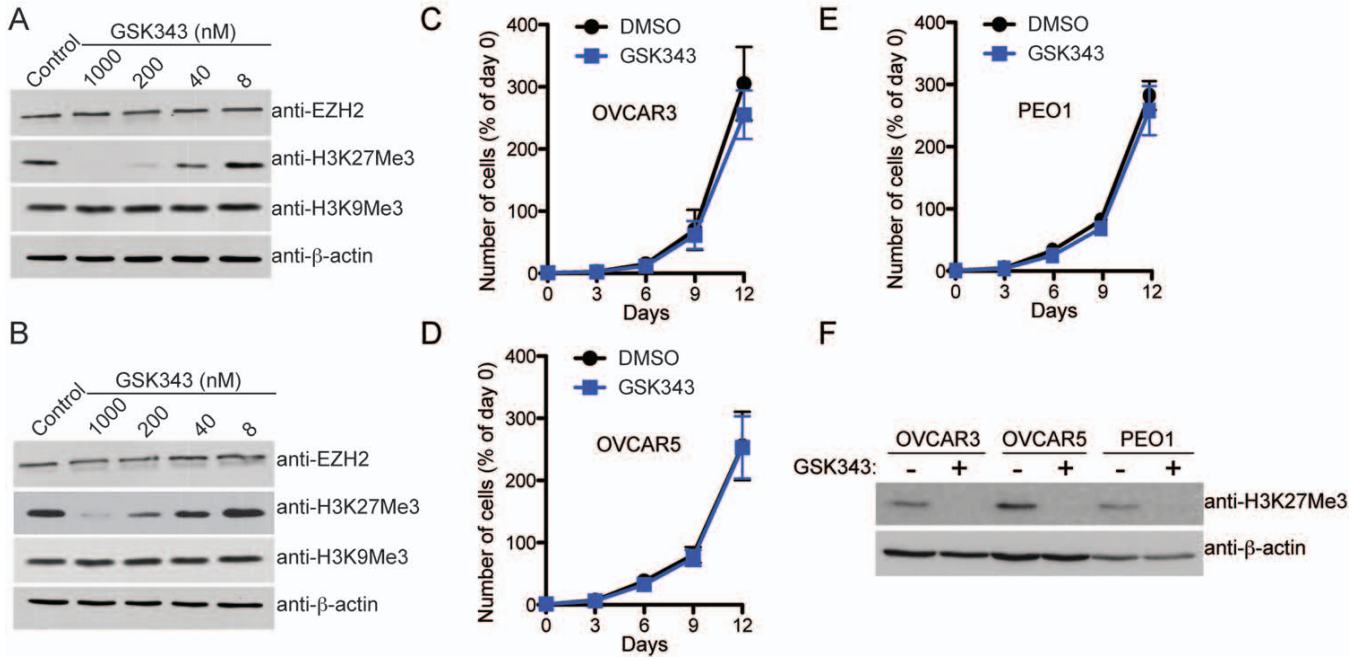 A
GSK343 (nM)
Control 1000 200 40 8
anti-EZH2
anti-H3K27Me3
anti-H3K9Me3
anti-β-actin
B
GSK343 (nM)
Control 1000 200 40 8
anti-EZH2
anti-H3K27Me3
anti-H3K9Me3
anti-β-actin
C
Number of cells (% of day 0)
400
300
200
100
0
DMSO
GSK343
OVCAR3
0 3 6 9 12
Days
D
Number of cells (% of day 0)
400
300
200
100
0
DMSO
GSK343
OVCAR5
0 3 6 9 12
Days
E
Number of cells (% of day 0)
400
300
200
100
0
DMSO
GSK343
PEO1
0 3 6 9 12
Days
F
OVCAR3 OVCAR5 PEO1
GSK343: - + - + - +
anti-H3K27Me3
anti-β-actin